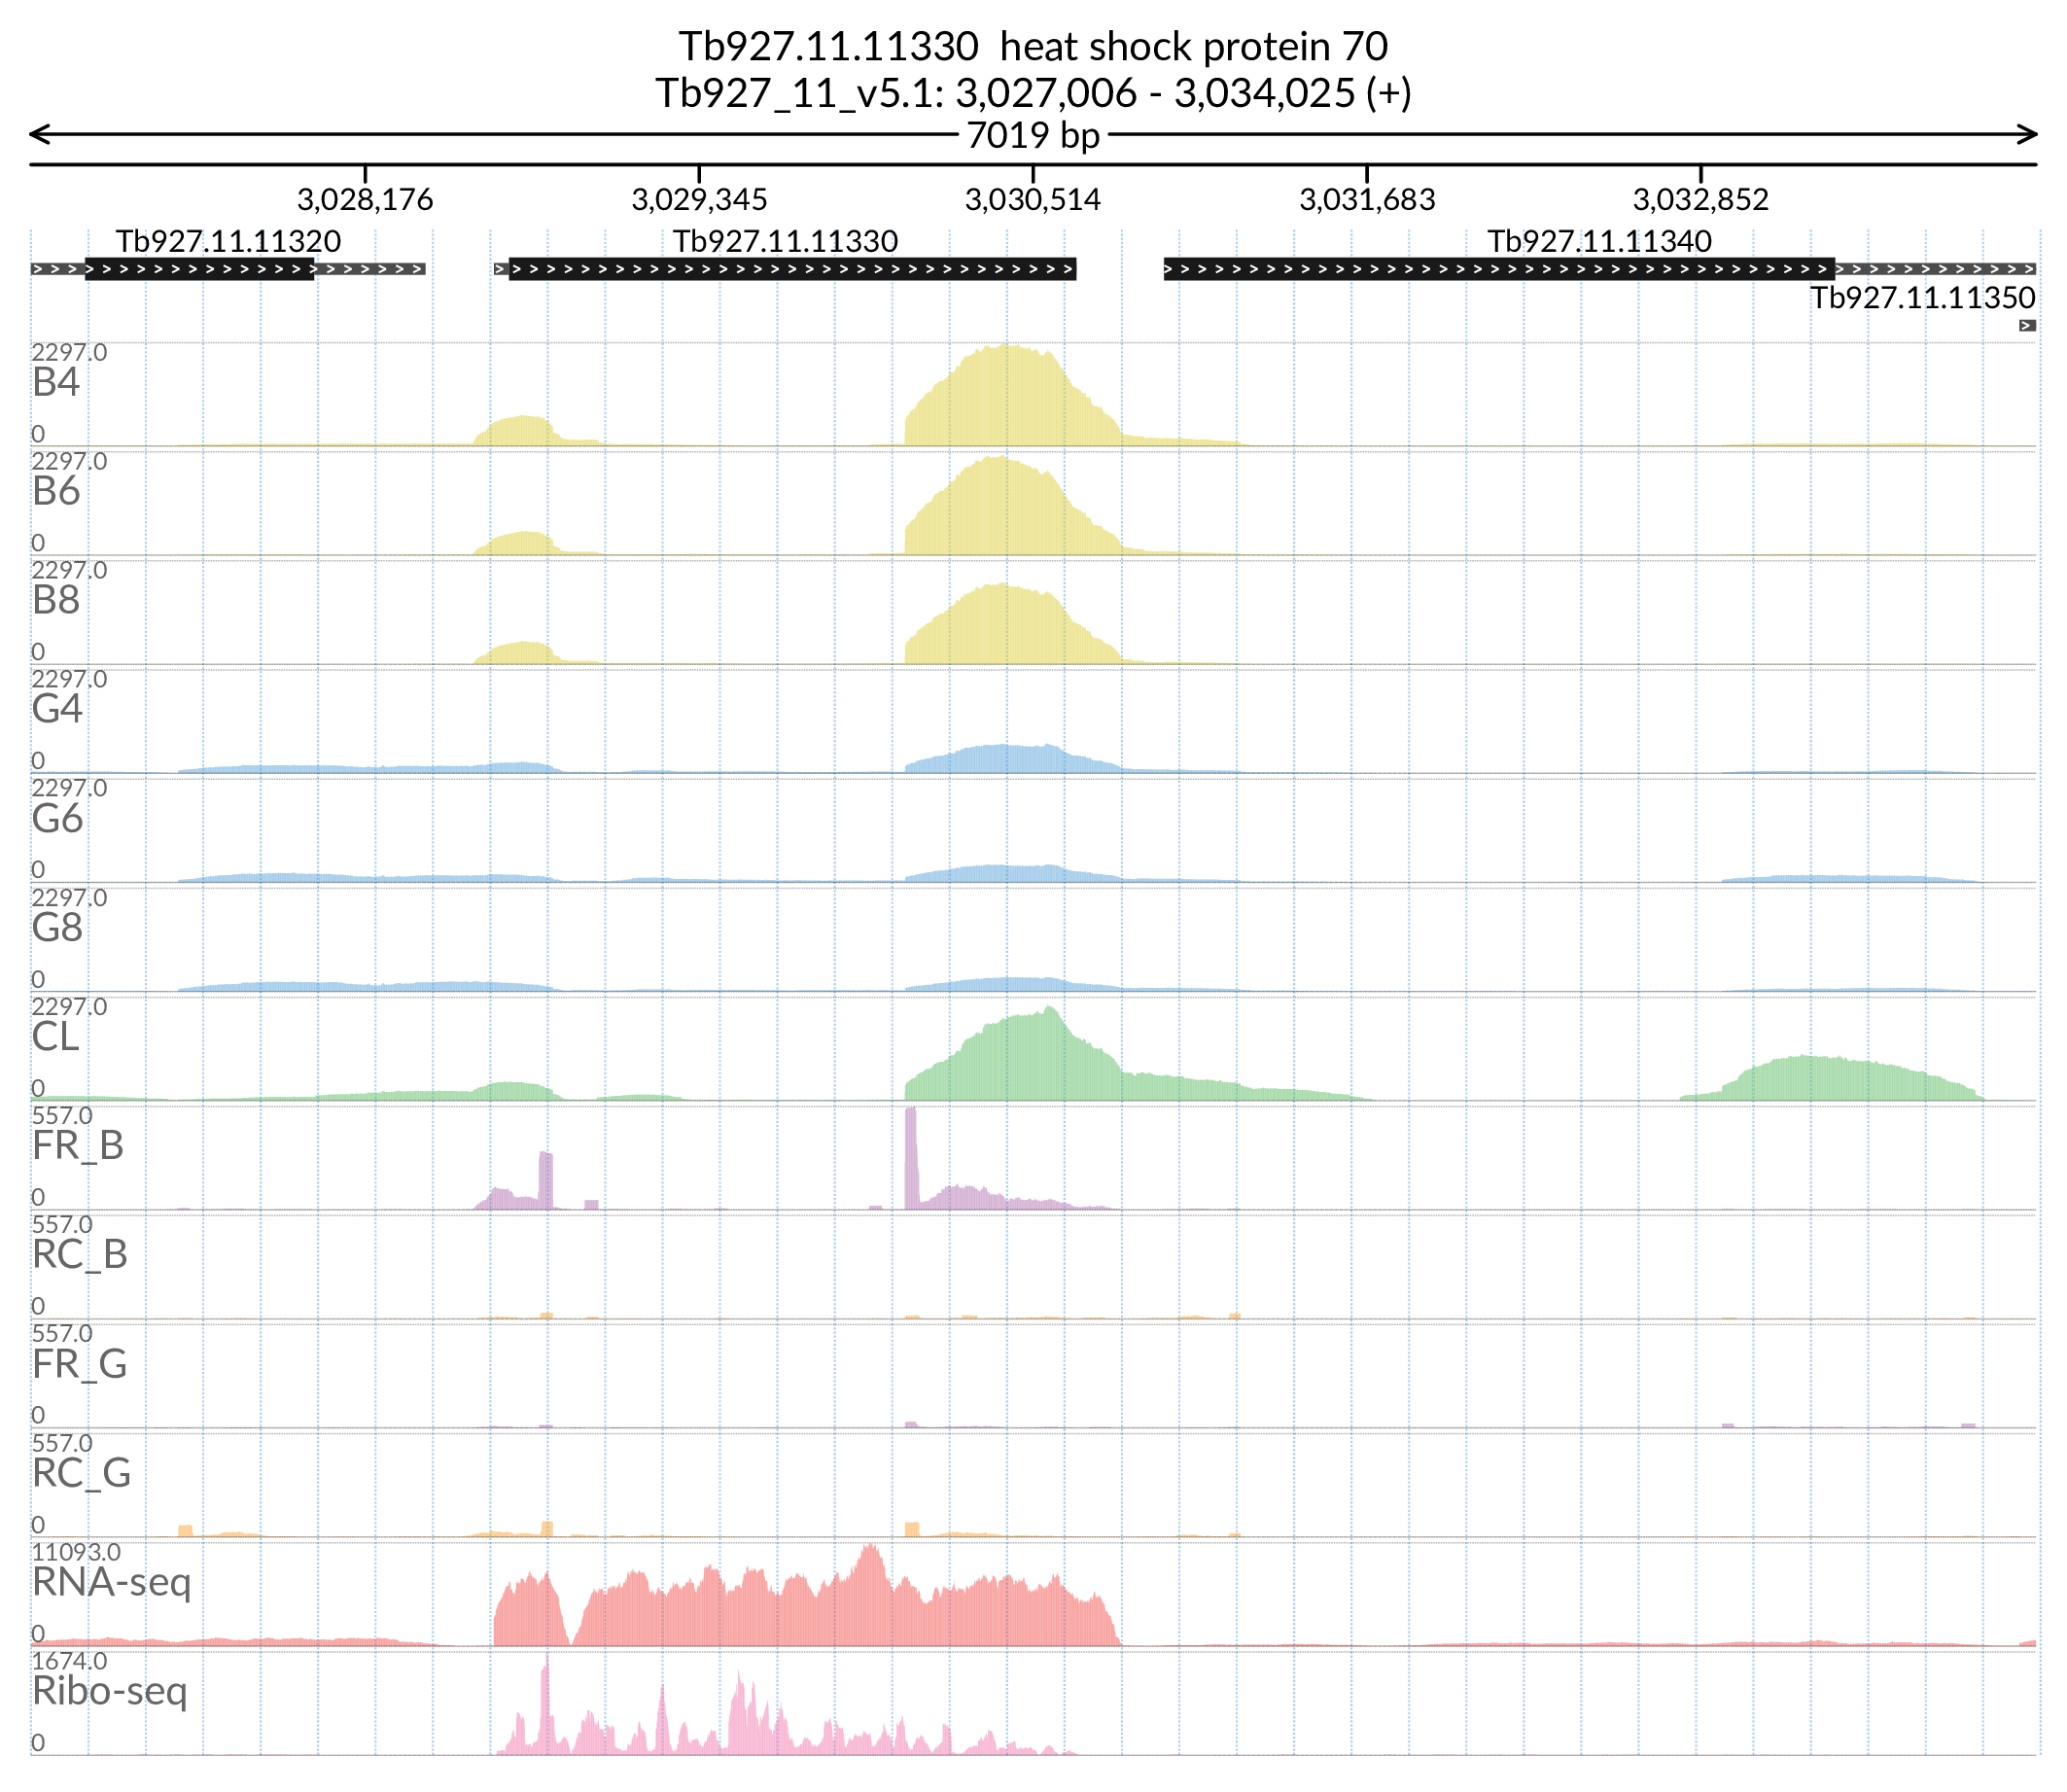 Tb927.11.11330  heat shock protein 70
Tb927_11_v5.1: 3,027,006 - 3,034,025 (+)
7019 bp
3,028,176 3,029,345 3,030,514 3,031,683 3,032,852
Tb927.11.11320 Tb927.11.11330 Tb927.11.11340
Tb927.11.11350
2297.0
B4
0
2297.0
B6
0
2297.0
B8
0
2297.0
G4
0
2297.0
G6
0
2297.0
G8
0
2297.0
CL
0
557.0
FR_B
0
557.0
RC_B
0
557.0
FR_G
0
557.0
RC_G
0
11093.0
RNA-seq
0
1674.0
Ribo-seq
0